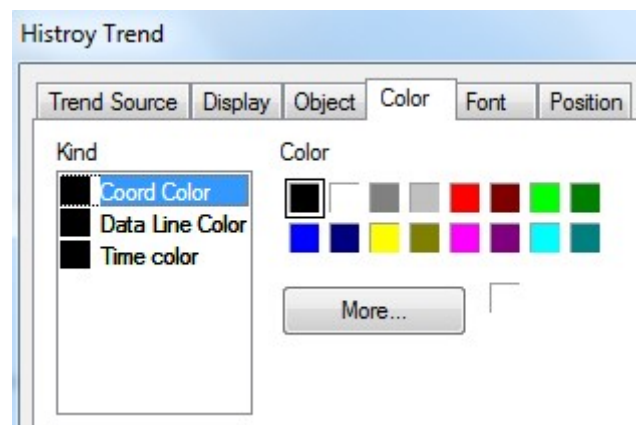 Histroy Trend
Trend Source Display Object Color Font Position
Kind Color
Coord Color
Data Line Color
Time color
More...